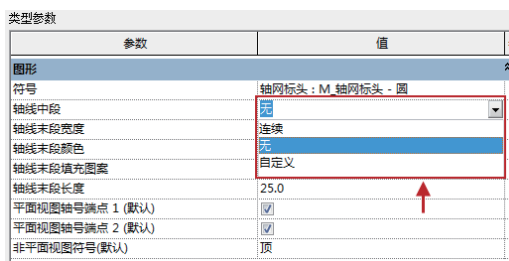 类型参数
参数 值
图形
符号 轴网标头 : M_轴网标头 - 圆
轴线中段 无
轴线末段宽度 连续
轴线末段颜色 无
轴线末段填充图案 自定义
轴线末段长度 25.0
平面视图轴号端点 1 (默认)
平面视图轴号端点 2 (默认)
非平面视图符号(默认) 顶